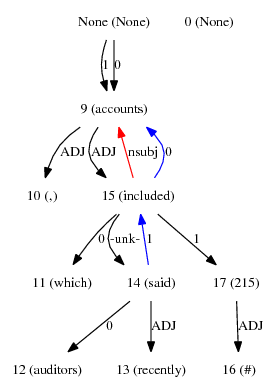 None (None) 0 (None)
1 0
9 (accounts)
ADJ ADJ nsubj 0
10 (,) 15 (included)
0 -unk- 1 1
11 (which) 14 (said) 17 (215)
0 ADJ ADJ
12 (auditors) 13 (recently) 16 (#)